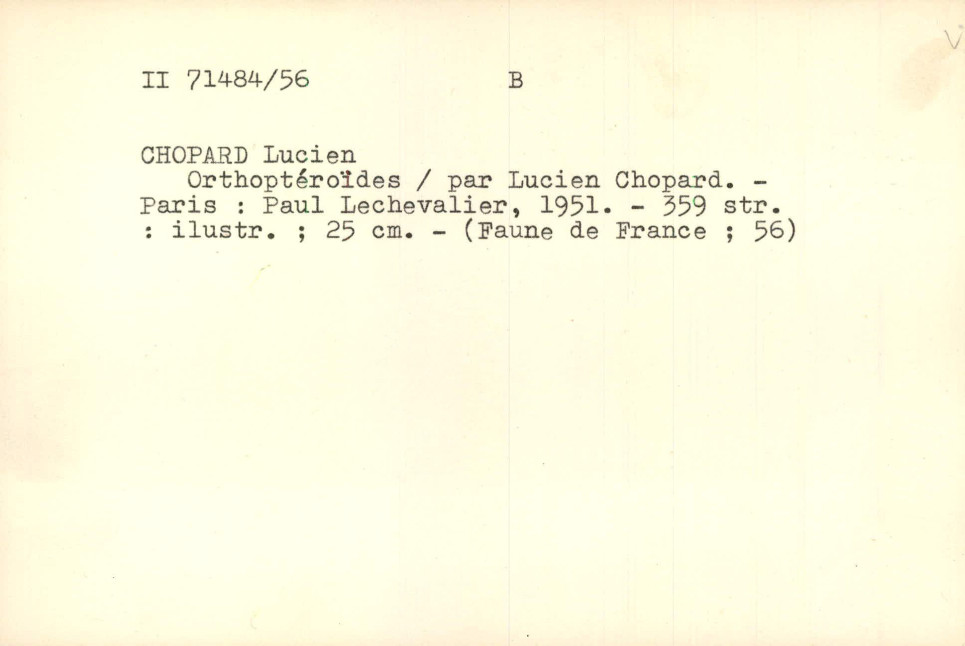 II 71484/56 B
CHOPARD Lucien
Orthoptéroïdes / par Lucien Chopard. -
Paris : Paul Lechevalier, 1951. - 359 str.
: ilustr. ; 25 cm. - (Faune de France ; 56)